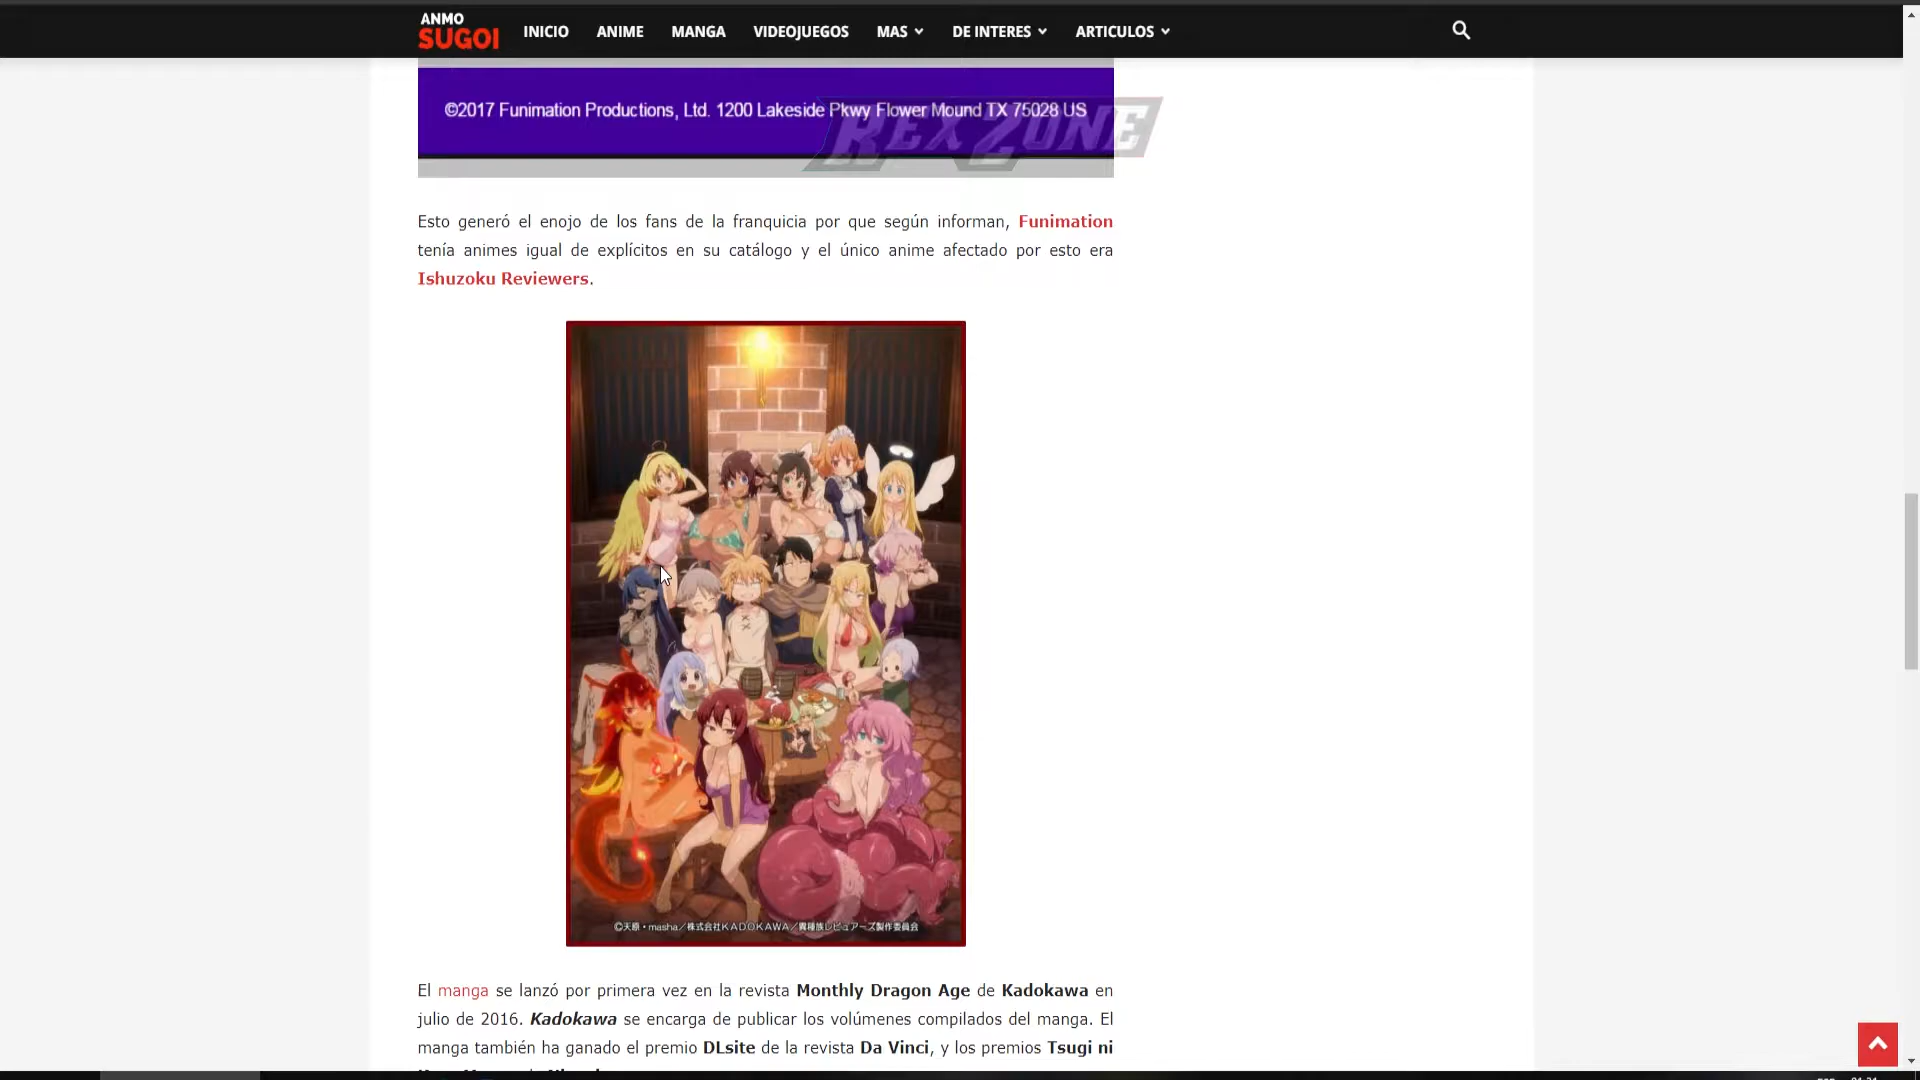 ANMO
SUGOI
INICIO ANIME MANGA VIDEOJUEGOS MAS DE INTERES ARTICULOS
©2017 Funimation Productions, Ltd. 1200 Lakeside Pkwy Flower Mound TX 75028 US
REX ZONE
Esto generó el enojo de los fans de la franquicia por que según informan, Funimation
tenía animes igual de explícitos en su catálogo y el único anime afectado por esto era
Ishuzoku Reviewers.
©天原・masha／株式会社KADOKAWA／異種族レビュアーズ製作委員会
El manga se lanzó por primera vez en la revista Monthly Dragon Age de Kadokawa en
julio de 2016. Kadokawa se encarga de publicar los volúmenes compilados del manga. El
manga también ha ganado el premio DLsite de la revista Da Vinci, y los premios Tsugi ni